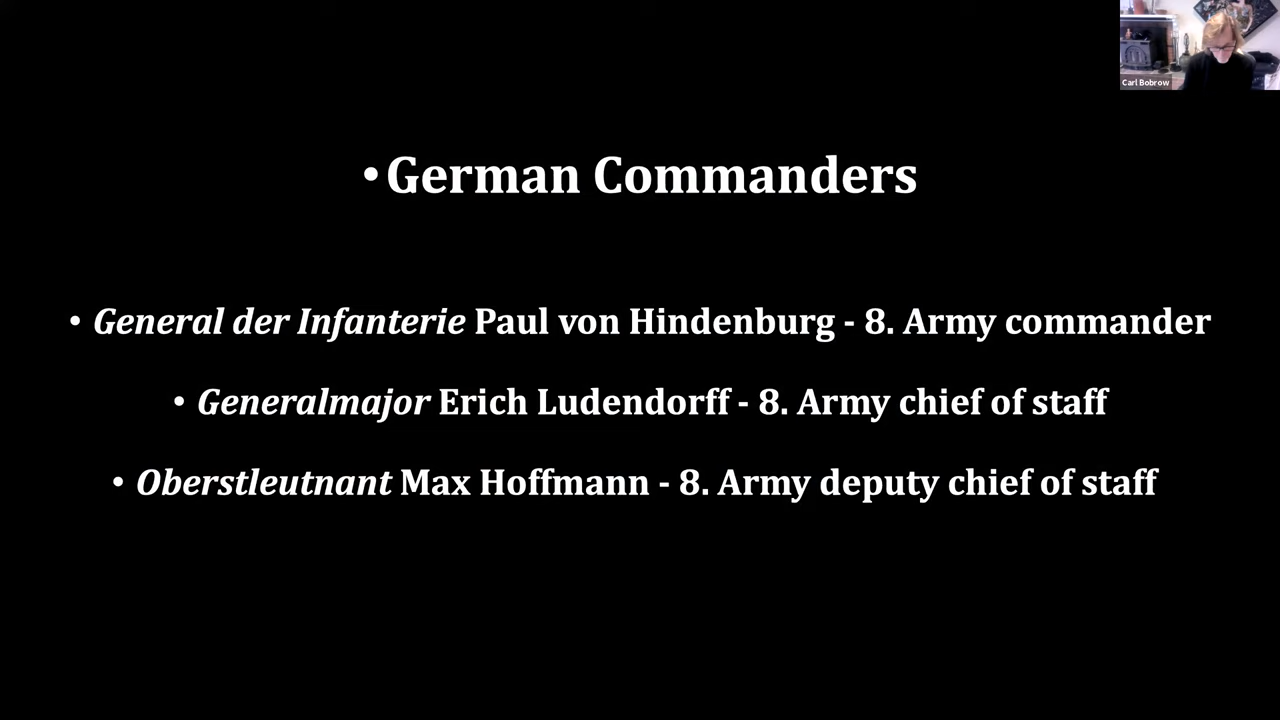 Carl Bobrow
•German Commanders
• General der Infanterie Paul von Hindenburg - 8. Army commander
• Generalmajor Erich Ludendorff - 8. Army chief of staff
• Oberstleutnant Max Hoffmann - 8. Army deputy chief of staff